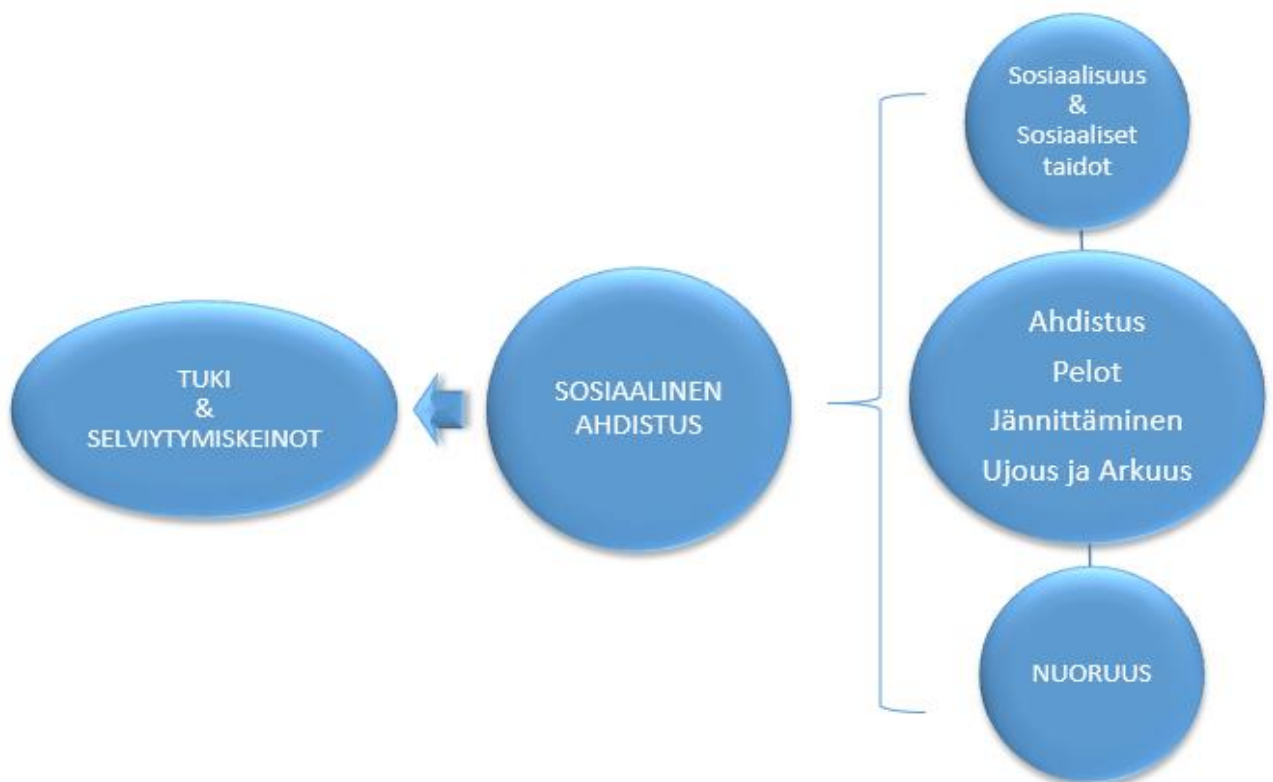 TUKI
&
SELVIYTYMISKEINOT
SOSIAALINEN
AHDISTUS
Sosiaalisuus
&
Sosiaaliset
taidot
Ahdistus
Pelot
Jännittäminen
Ujous ja Arkuus
NUORUUS